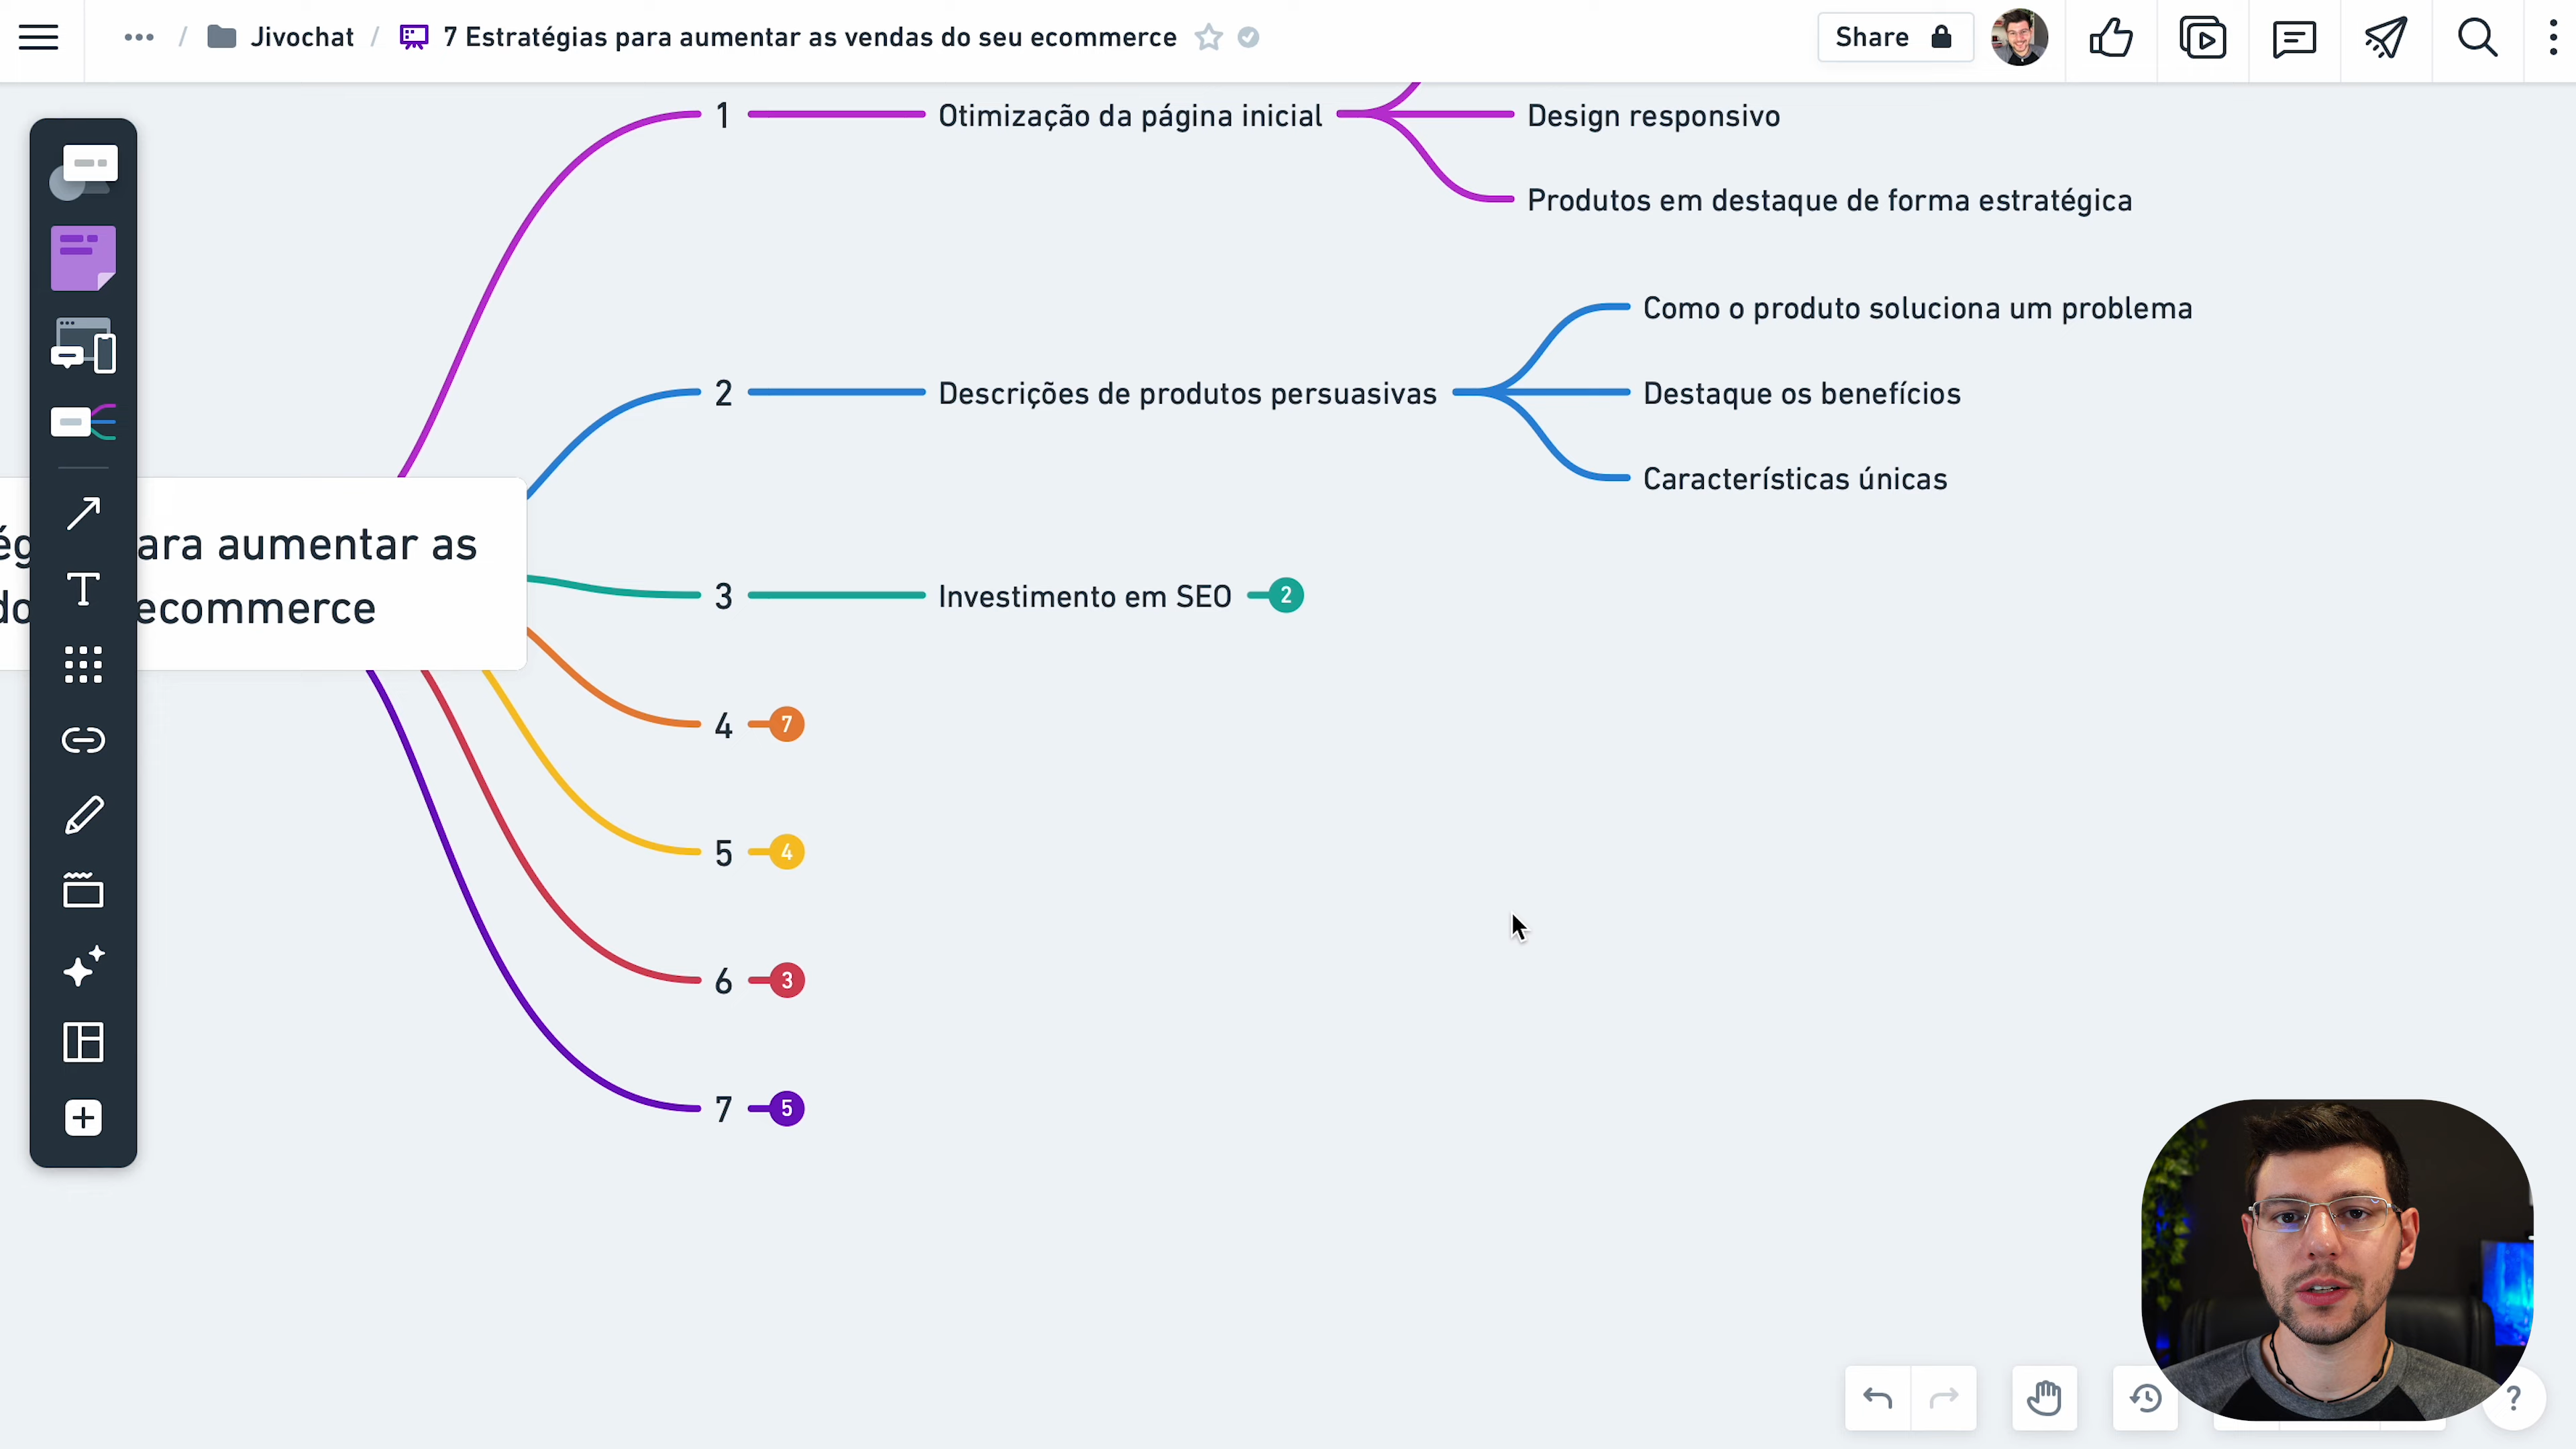 ... / Jivochat / 7 Estratégias para aumentar as vendas do seu ecommerce
Share
1
Otimização da página inicial
Design responsivo
Produtos em destaque de forma estratégica
2
Descrições de produtos persuasivas
Como o produto soluciona um problema
Destaque os benefícios
Características únicas
ara aumentar as
ecommerce
3
Investimento em SEO
2
4
7
5
4
6
3
7
5
T
?